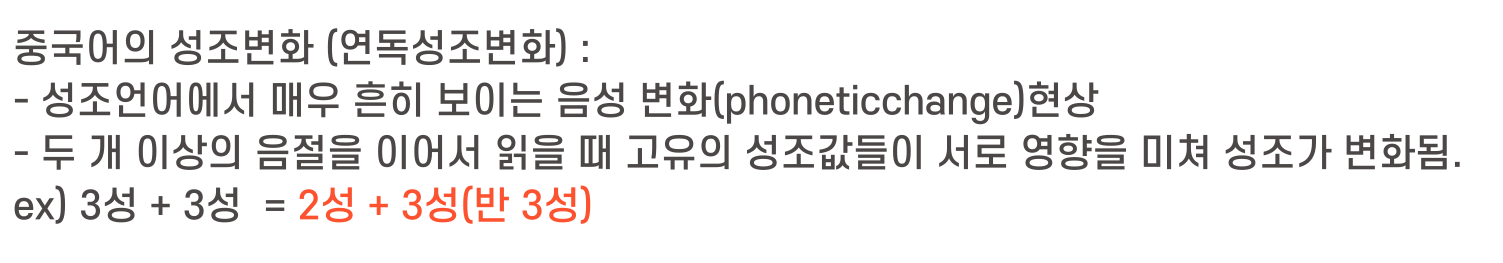 중국어의 성조변화 (연독성조변화) :
- 성조언어에서 매우 흔히 보이는 음성 변화(phoneticchange)현상
- 두 개 이상의 음절을 이어서 읽을 때 고유의 성조값들이 서로 영향을 미쳐 성조가 변화됨.
ex) 3성 + 3성 = 2성 + 3성(반 3성)